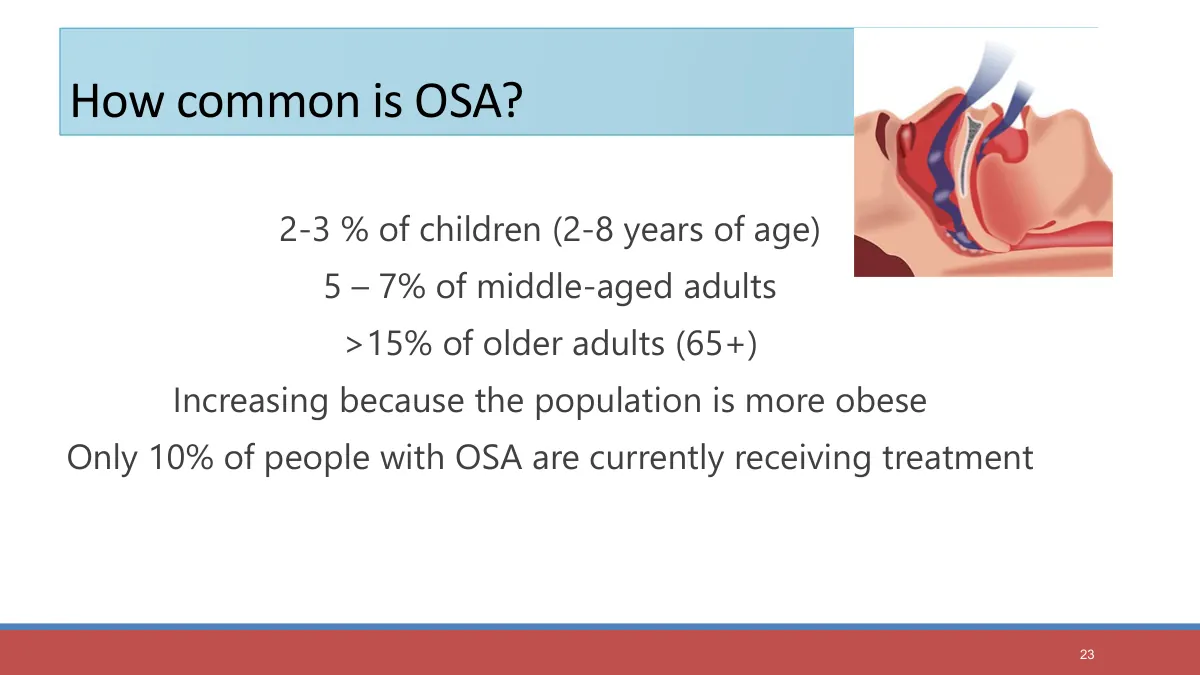 How common is OSA?
2-3 % of children (2-8 years of age)
5 – 7% of middle-aged adults
>15% of older adults (65+)
Increasing because the population is more obese
Only 10% of people with OSA are currently receiving treatment
23